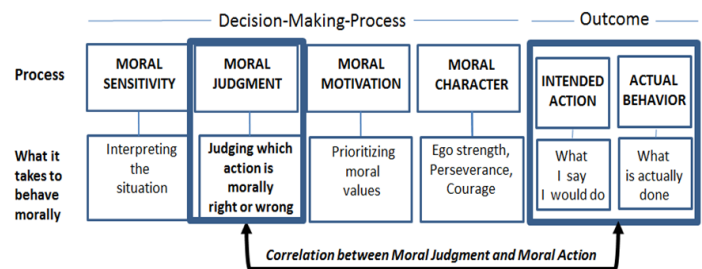 Decision-Making-Process
Outcome
Process
MORAL
SENSITIVITY
MORAL
JUDGMENT
MORAL
MOTIVATION
MORAL
CHARACTER
INTENDED
ACTION
ACTUAL
BEHAVIOR
What it
takes to
behave
morally
Interpreting
the
situation
Judging which
action is
morally
right or wrong
Prioritizing
moral
values
Ego strength,
Perseverance,
Courage
What
I say
I would do
What
is actually
done
Correlation between Moral Judgment and Moral Action